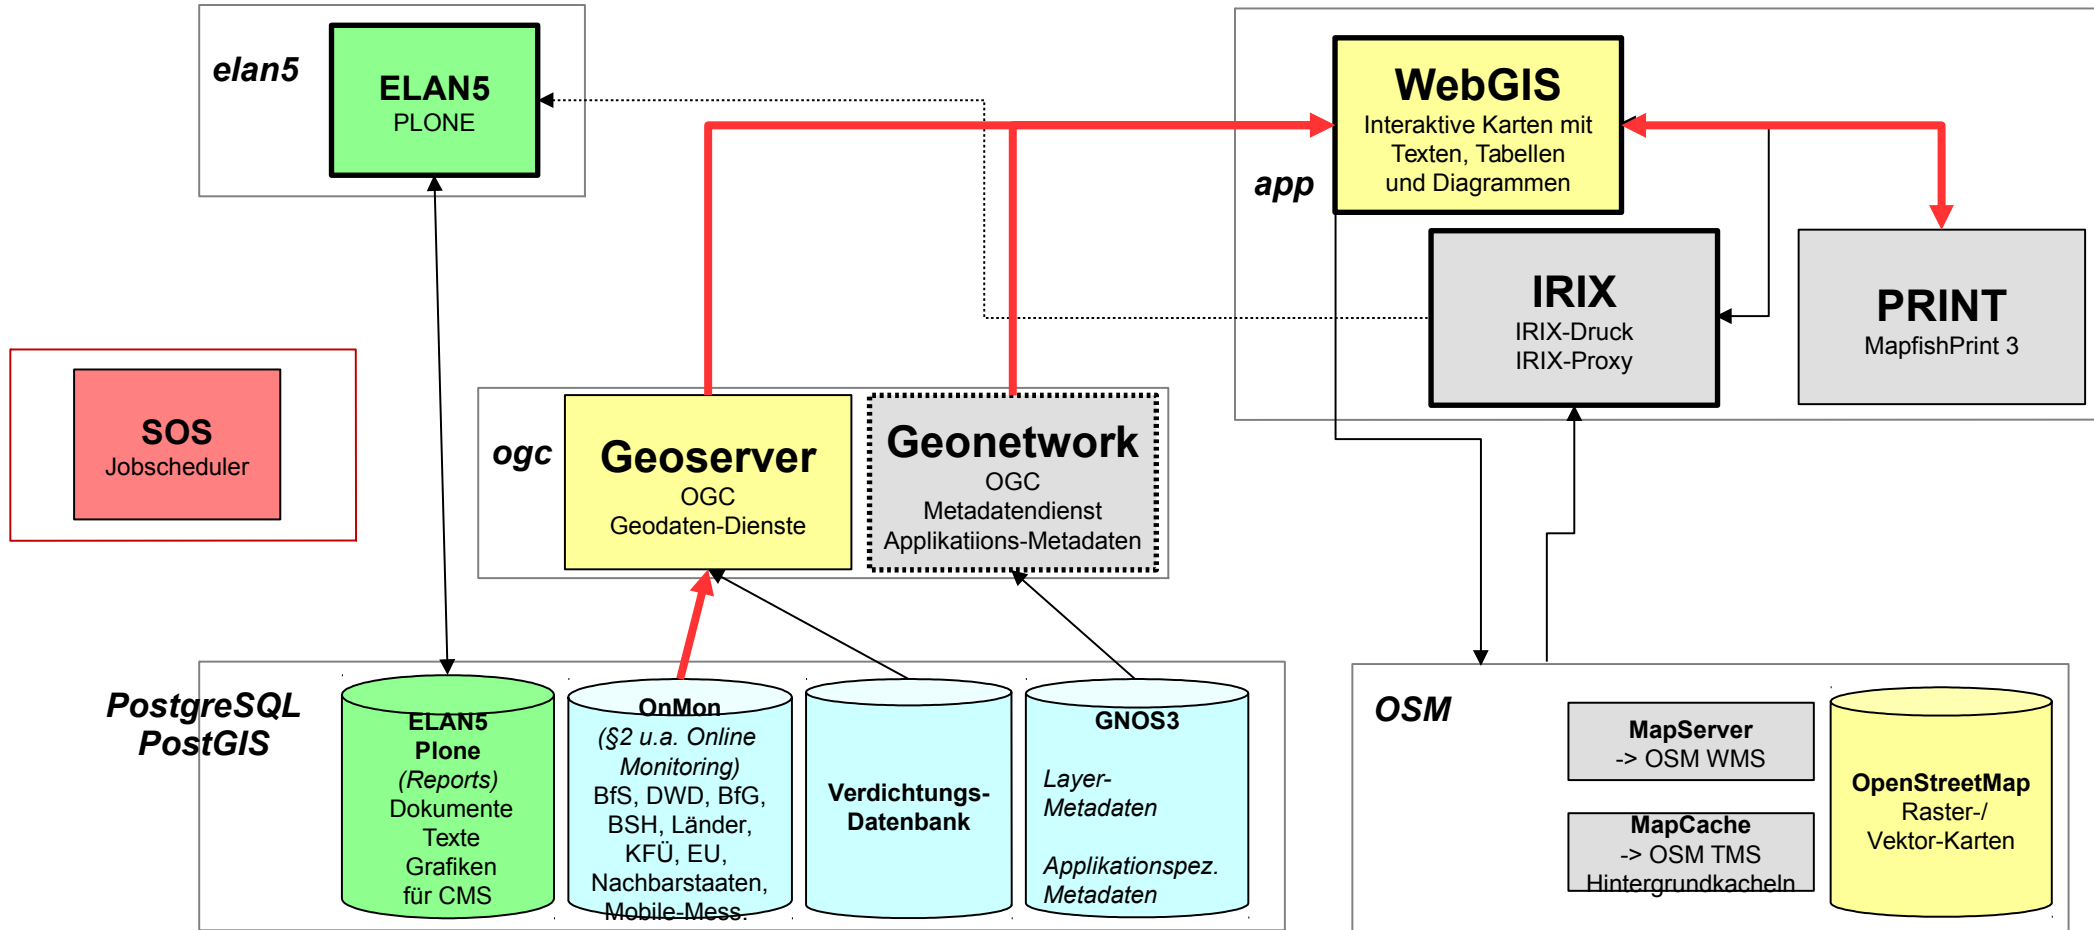 elan5
ELAN5
PLONE
WebGIS
Interaktive Karten mit
Texten, Tabellen
und Diagrammen
app
IRIX
IRIX-Druck
IRIX-Proxy
PRINT
MapfishPrint 3
SOS
Jobscheduler
ogc
Geoserver
OGC
Geodaten-Dienste
Geonetwork
OGC
Metadatendienst
Applikatiions-Metadaten
PostgreSQL
PostGIS
ELAN5
Plone
(Reports)
Dokumente
Texte
Grafiken
für CMS
OnMon
(§2 u.a. Online
Monitoring)
BfS, DWD, BfG,
BSH, Länder,
KFÜ, EU,
Nachbarstaaten,
Mobile-Mess.
Verdichtungs-
Datenbank
GNOS3
Layer-
Metadaten
Applikationspez.
Metadaten
OSM
MapServer
-> OSM WMS
MapCache
-> OSM TMS
Hintergrundkacheln
OpenStreetMap
Raster-/
Vektor-Karten